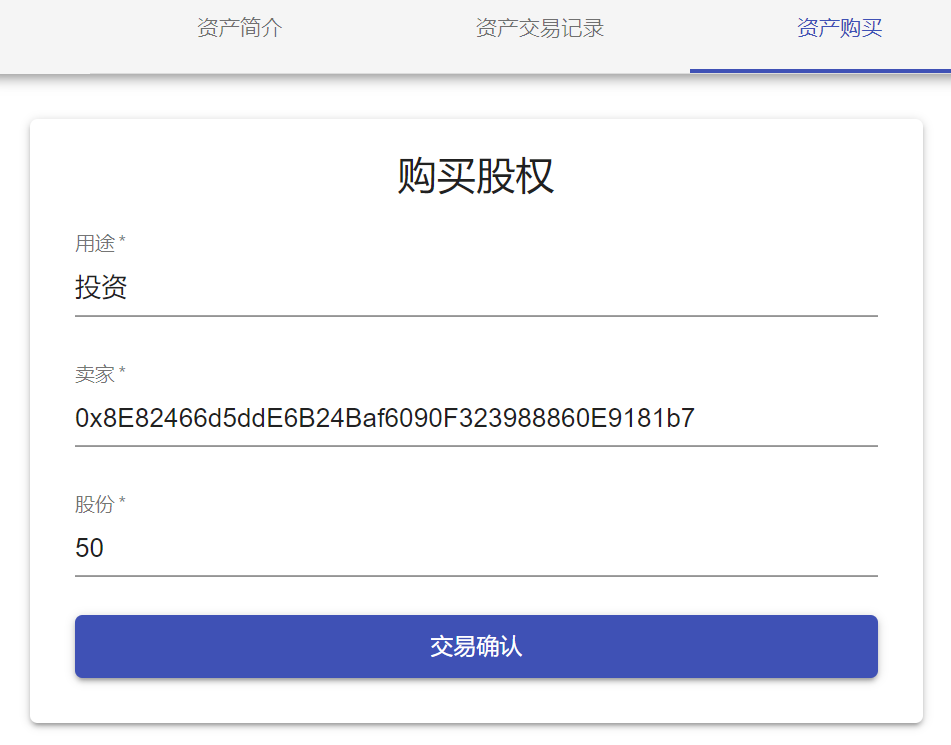 资产简介
资产交易记录
资产购买
购买股权
用途 *
投资
卖家 *
0x8E82466d5ddE6B24Baf6090F323988860E9181b7
股份 *
50
交易确认